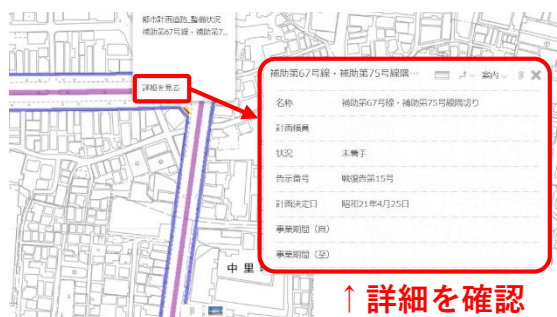 都市計画道路_整備状況
補助第67号線・補助第7...
詳細を見る
補助第67号線・補助第75号線隅…
案内
名称 補助第67号線・補助第75号線隅切り
計画幅員
状況 未着手
告示番号 戦復告第15号
計画決定日 昭和21年4月25日
事業期間（自）
事業期間（至）
中里
↑詳細を確認